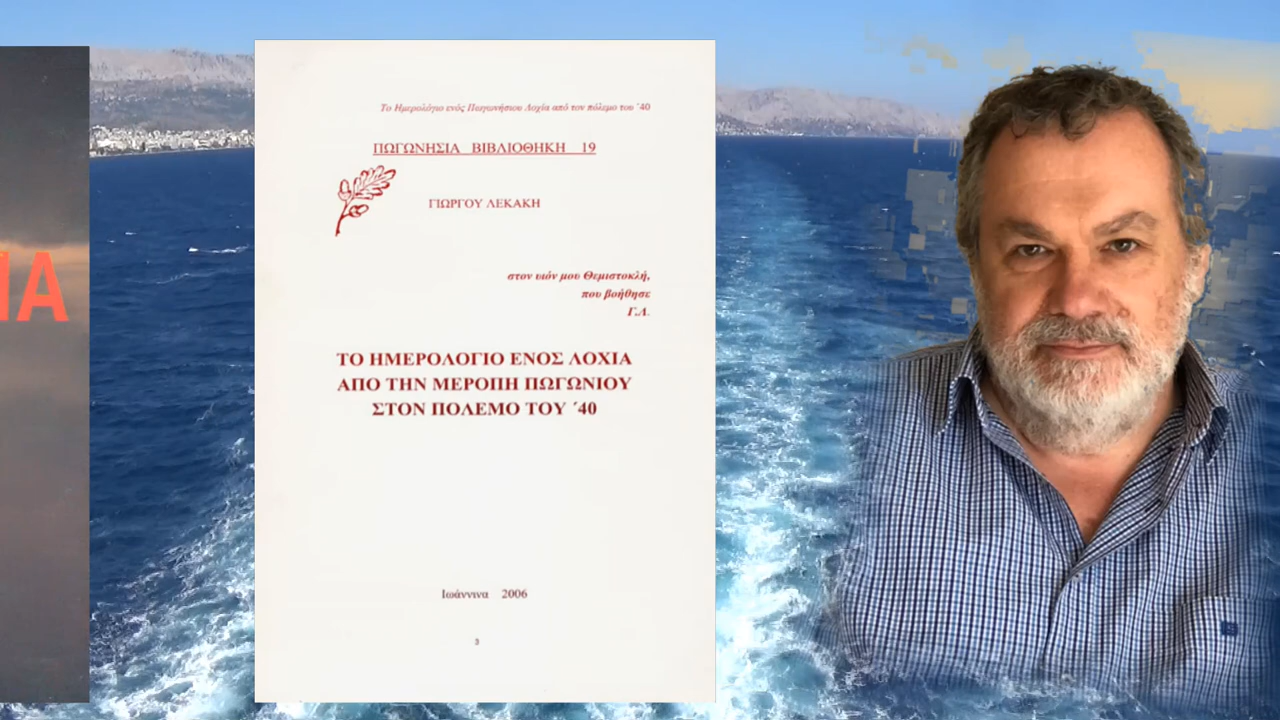 ΙΑ
Το Ημερολόγιο ενός Πωγωνήσιου Λοχία από τον πόλεμο του ΄40
ΠΩΓΩΝΗΣΙΑ ΒΙΒΛΙΟΘΗΚΗ 19
ΓΙΩΡΓΟΥ ΛΕΚΑΚΗ
στον υιόν μου Θεμιστοκλή,
που βοήθησε
Γ.Λ.
ΤΟ ΗΜΕΡΟΛΟΓΙΟ ΕΝΟΣ ΛΟΧΙΑ
ΑΠΟ ΤΗΝ ΜΕΡΟΠΗ ΠΩΓΩΝΙΟΥ
ΣΤΟΝ ΠΟΛΕΜΟ ΤΟΥ ΄40
Ιωάννινα 2006
3